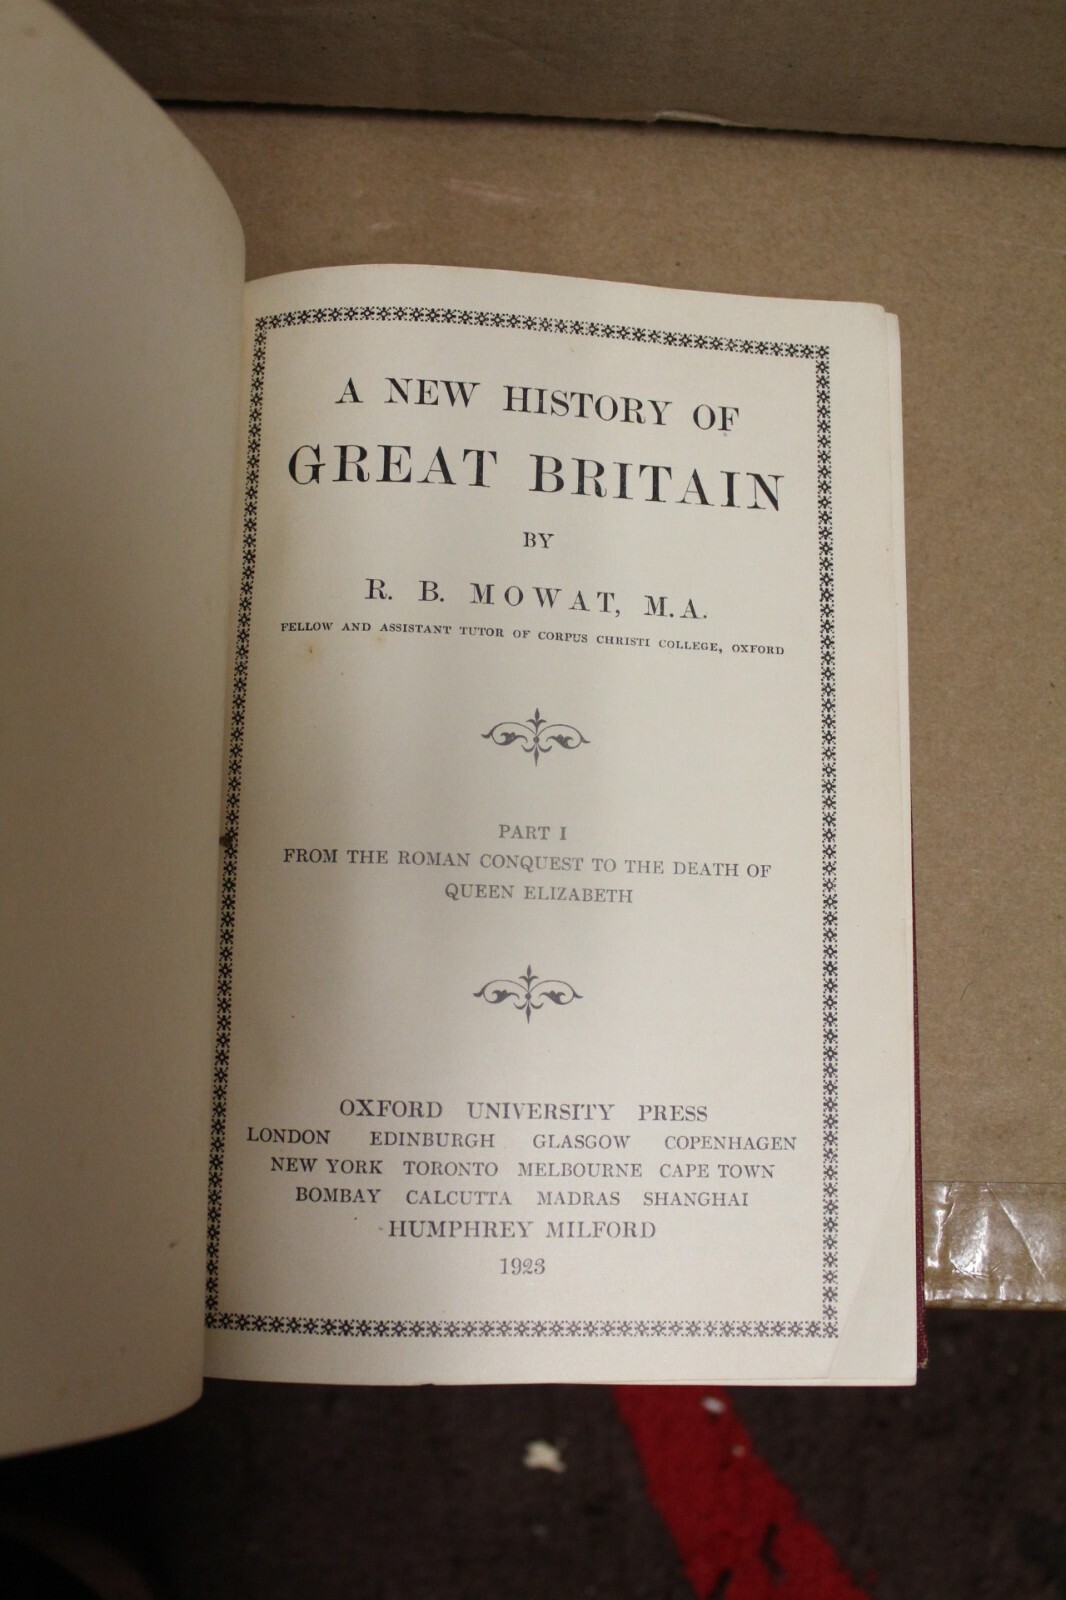 A NEW HISTORY OF
GREAT BRITAIN
BY
R. B. MOWAT, M.A.
FELLOW AND ASSISTANT TUTOR OF CORPUS CHRISTI COLLEGE, OXFORD
PART I
FROM THE ROMAN CONQUEST TO THE DEATH OF
QUEEN ELIZABETH
OXFORD UNIVERSITY PRESS
LONDON EDINBURGH GLASGOW COPENHAGEN
NEW YORK TORONTO MELBOURNE CAPE TOWN
BOMBAY CALCUTTA MADRAS SHANGHAI
HUMPHREY MILFORD
1923